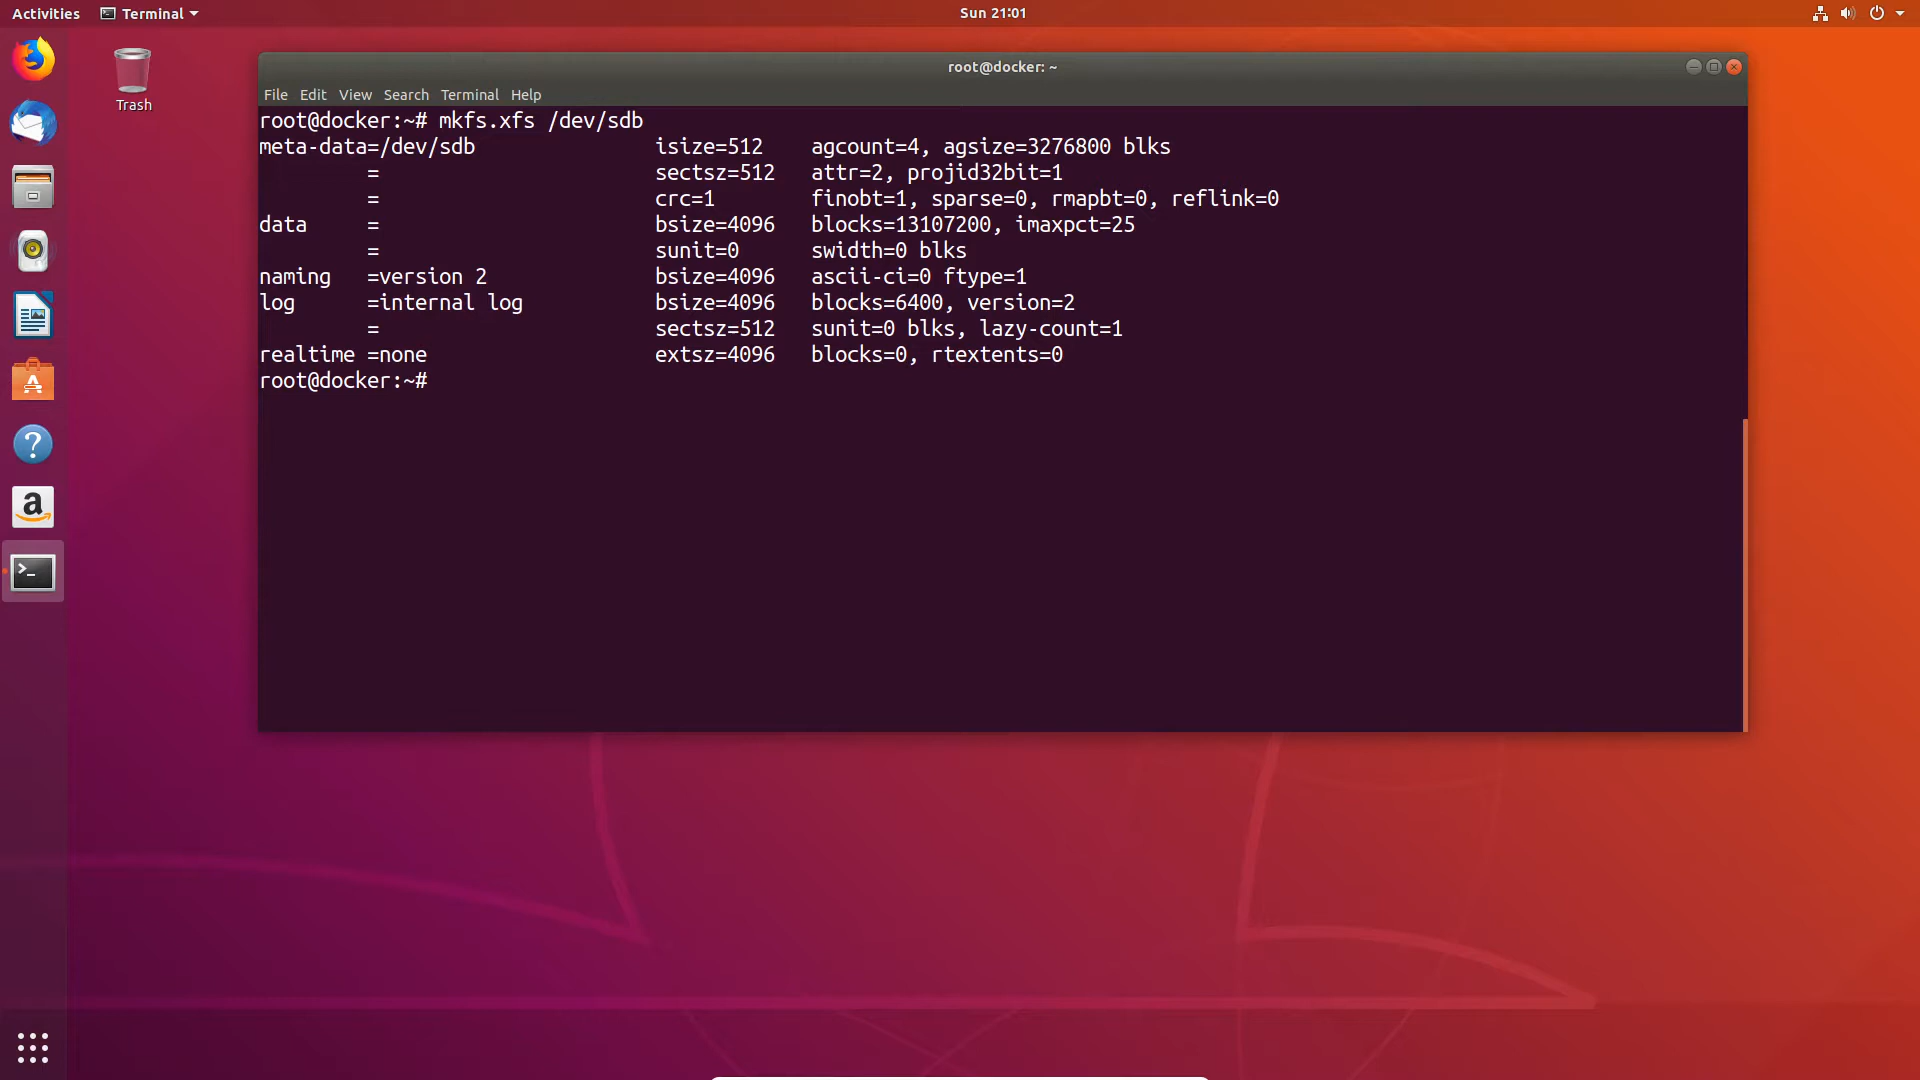 Activities
Terminal
Sun 21:01
Trash
root@docker: ~
File Edit View Search Terminal Help
root@docker:~# mkfs.xfs /dev/sdb
meta-data=/dev/sdb               isize=512    agcount=4, agsize=3276800 blks
         =                       sectsz=512   attr=2, projid32bit=1
         =                       crc=1        finobt=1, sparse=0, rmapbt=0, reflink=0
data     =                       bsize=4096   blocks=13107200, imaxpct=25
         =                       sunit=0      swidth=0 blks
naming   =version 2              bsize=4096   ascii-ci=0 ftype=1
log      =internal log           bsize=4096   blocks=6400, version=2
         =                       sectsz=512   sunit=0 blks, lazy-count=1
realtime =none                   extsz=4096   blocks=0, rtextents=0
root@docker:~#